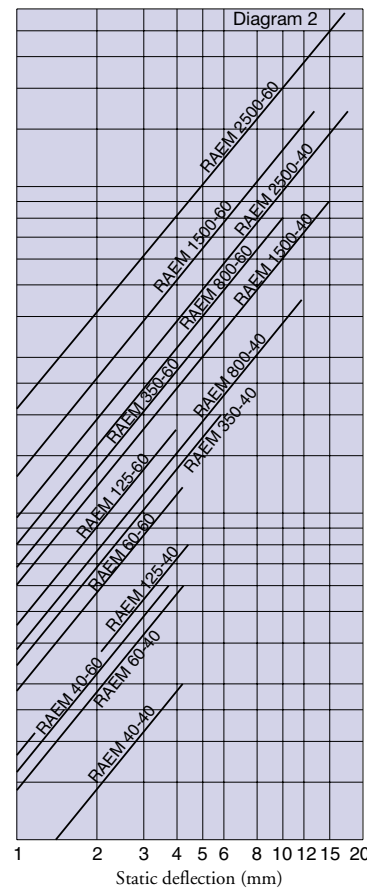 Diagram 2
RAEM 2500-60
RAEM 1500-60
RAEM 2500-40
RAEM 800-60
RAEM 1500-40
RAEM 350-60
RAEM 800-40
RAEM 350-40
RAEM 125-60
RAEM 60-60
RAEM 125-40
RAEM 40-60
RAEM 60-40
RAEM 40-40
1 2 3 4 5 6 8 10 12 15 20
Static deflection (mm)